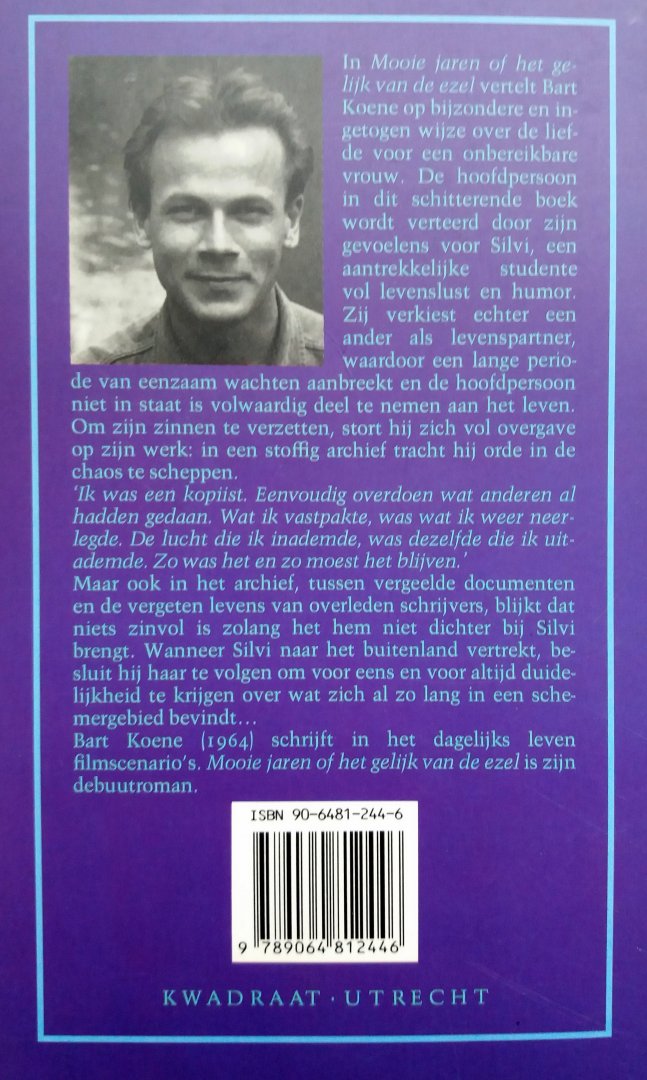 In Mooie jaren of het ge-
lijk van de ezel vertelt Bart
Koene op bijzondere en in-
getogen wijze over de lief-
de voor een onbereikbare
vrouw. De hoofdpersoon
in dit schitterende boek
wordt verteerd door zijn
gevoelens voor Silvi, een
aantrekkelijke studente
vol levenslust en humor.
Zij verkiest echter een
ander als levenspartner,
waardoor een lange perio-
de van eenzaam wachten aanbreekt en de hoofdpersoon
niet in staat is volwaardig deel te nemen aan het leven.
Om zijn zinnen te verzetten, stort hij zich vol overgave
op zijn werk: in een stoffig archief tracht hij orde in de
chaos te scheppen.
'Ik was een kopiist. Eenvoudig overdoen wat anderen al
hadden gedaan. Wat ik vastpakte, was wat ik weer neer-
legde. De lucht die ik inademde, was dezelfde die ik uit-
ademde. Zo was het en zo moest het blijven.'
Maar ook in het archief, tussen vergeelde documenten
en de vergeten levens van overleden schrijvers, blijkt dat
niets zinvol is zolang het hem niet dichter bij Silvi
brengt. Wanneer Silvi naar het buitenland vertrekt, be-
sluit hij haar te volgen om voor eens en voor altijd duide-
lijkheid te krijgen over wat zich al zo lang in een sche-
mergebied bevindt...
Bart Koene (1964) schrijft in het dagelijks leven
filmscenario's. Mooie jaren of het gelijk van de ezel is zijn
debuutroman.
ISBN 90-6481-244-6
9 789064 812446
KWADRAAT · UTRECHT